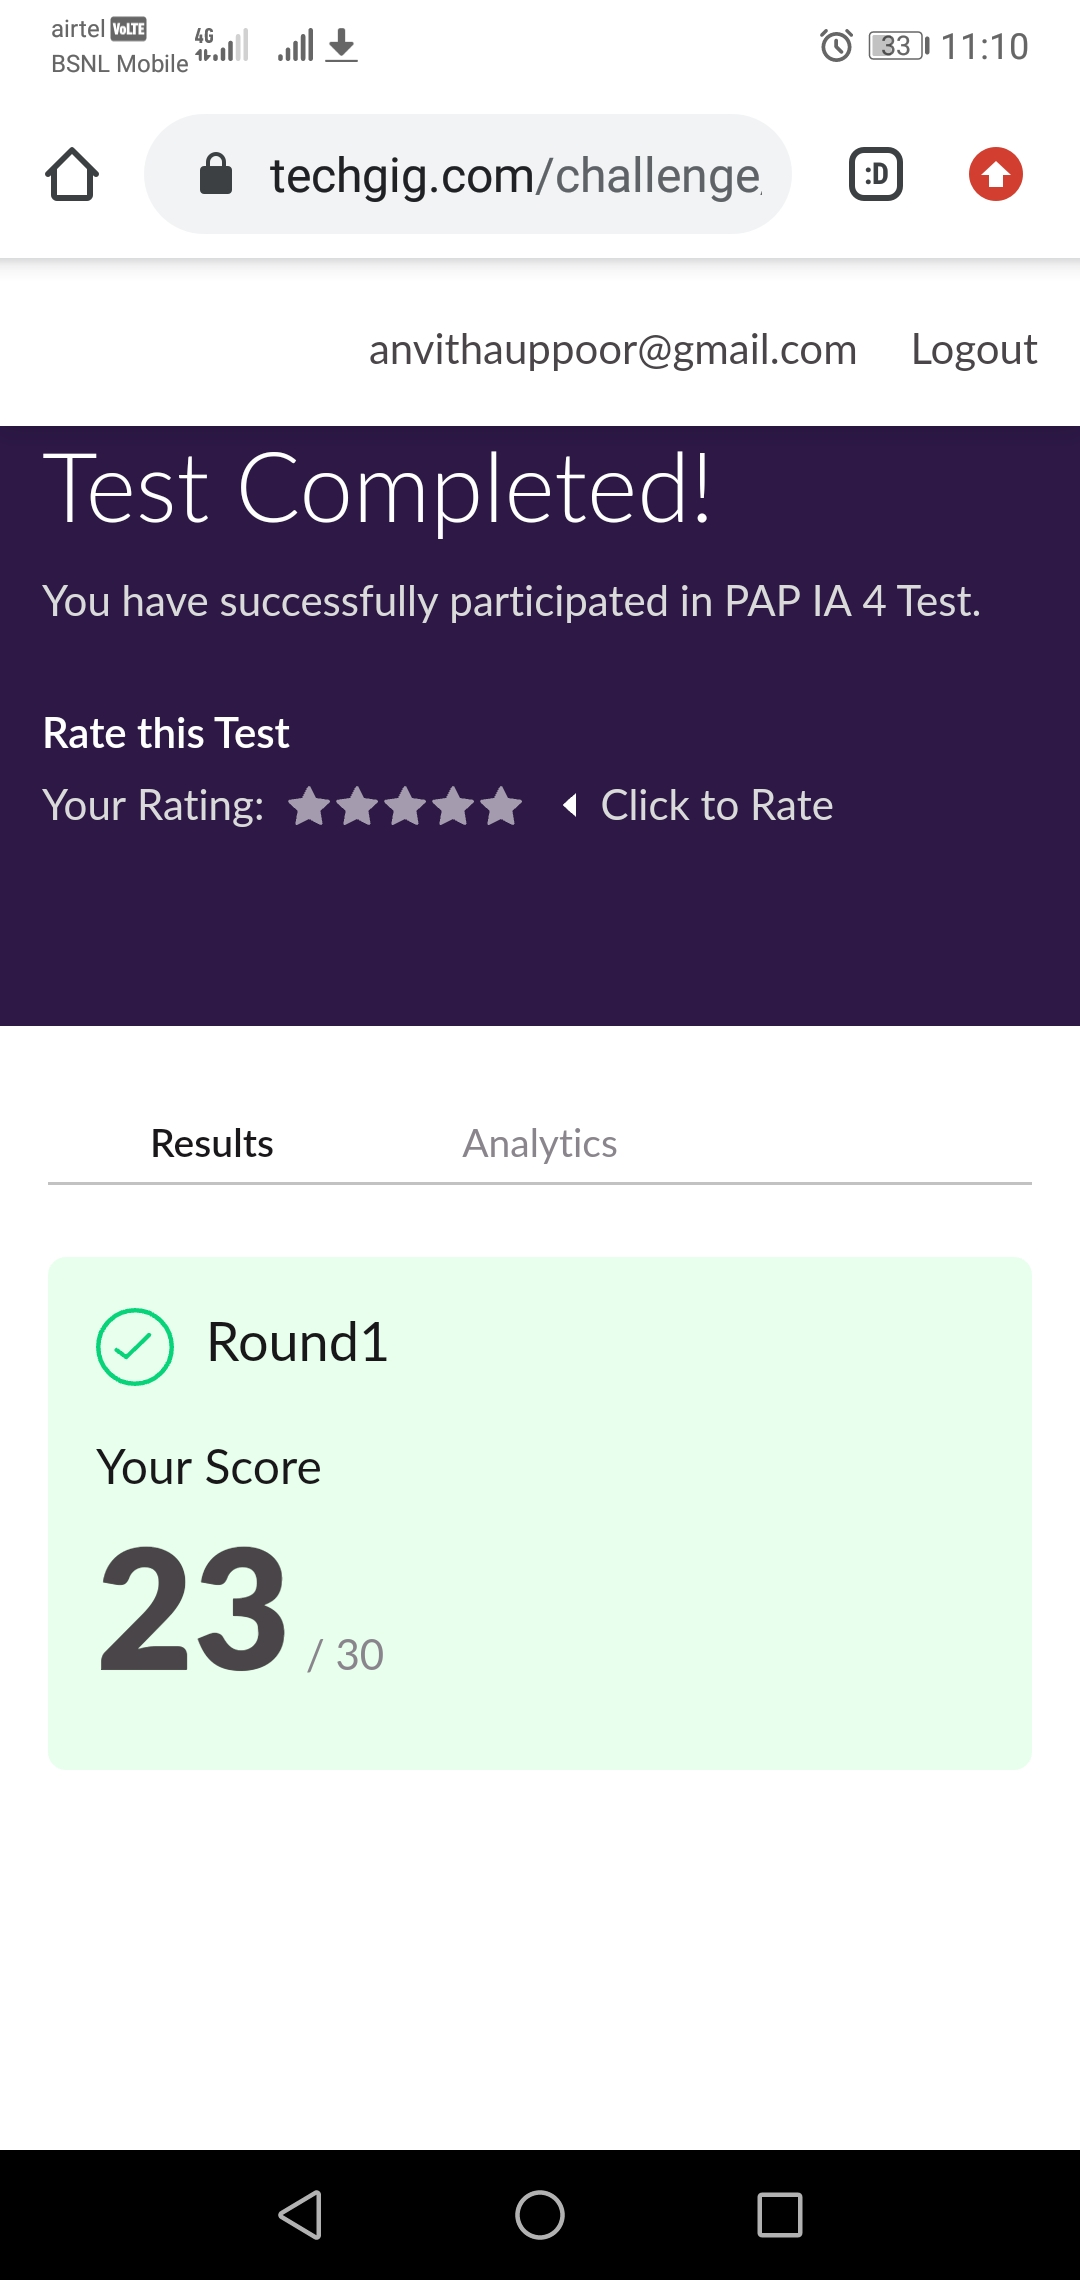 airtel VoLTE
BSNL Mobile
4G
33
11:10
techgig.com/challenge
:D
anvithauppoor@gmail.com Logout
Test Completed!
You have successfully participated in PAP IA 4 Test.
Rate this Test
Your Rating: Click to Rate
Results Analytics
Round1
Your Score
23 / 30